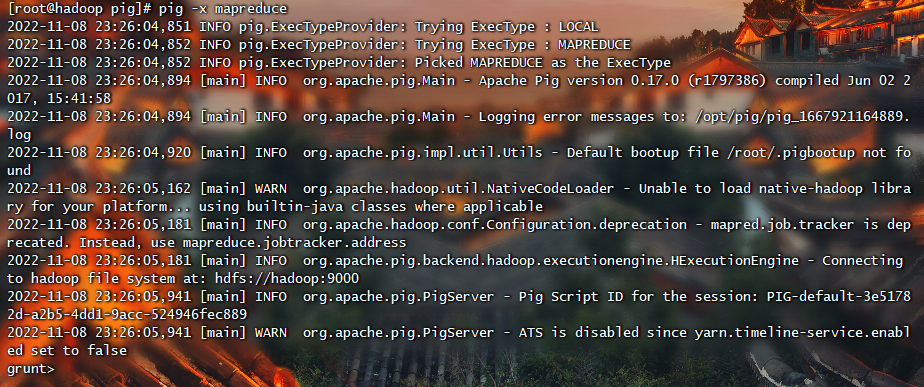 [root@hadoop pig]# pig -x mapreduce
2022-11-08 23:26:04,851 INFO pig.ExecTypeProvider: Trying ExecType : LOCAL
2022-11-08 23:26:04,852 INFO pig.ExecTypeProvider: Trying ExecType : MAPREDUCE
2022-11-08 23:26:04,852 INFO pig.ExecTypeProvider: Picked MAPREDUCE as the ExecType
2022-11-08 23:26:04,894 [main] INFO  org.apache.pig.Main - Apache Pig version 0.17.0 (r1797386) compiled Jun 02 2
017, 15:41:58
2022-11-08 23:26:04,894 [main] INFO  org.apache.pig.Main - Logging error messages to: /opt/pig/pig_1667921164889.
log
2022-11-08 23:26:04,920 [main] INFO  org.apache.pig.impl.util.Utils - Default bootup file /root/.pigbootup not fo
und
2022-11-08 23:26:05,162 [main] WARN  org.apache.hadoop.util.NativeCodeLoader - Unable to load native-hadoop libra
ry for your platform... using builtin-java classes where applicable
2022-11-08 23:26:05,181 [main] INFO  org.apache.hadoop.conf.Configuration.deprecation - mapred.job.tracker is dep
recated. Instead, use mapreduce.jobtracker.address
2022-11-08 23:26:05,181 [main] INFO  org.apache.pig.backend.hadoop.executionengine.HExecutionEngine - Connecting
to hadoop file system at: hdfs://hadoop:9000
2022-11-08 23:26:05,941 [main] INFO  org.apache.pig.PigServer - Pig Script ID for the session: PIG-default-3e5178
2d-a2b5-4dd1-9acc-524946fec889
2022-11-08 23:26:05,941 [main] WARN  org.apache.pig.PigServer - ATS is disabled since yarn.timeline-service.enabl
ed set to false
grunt>